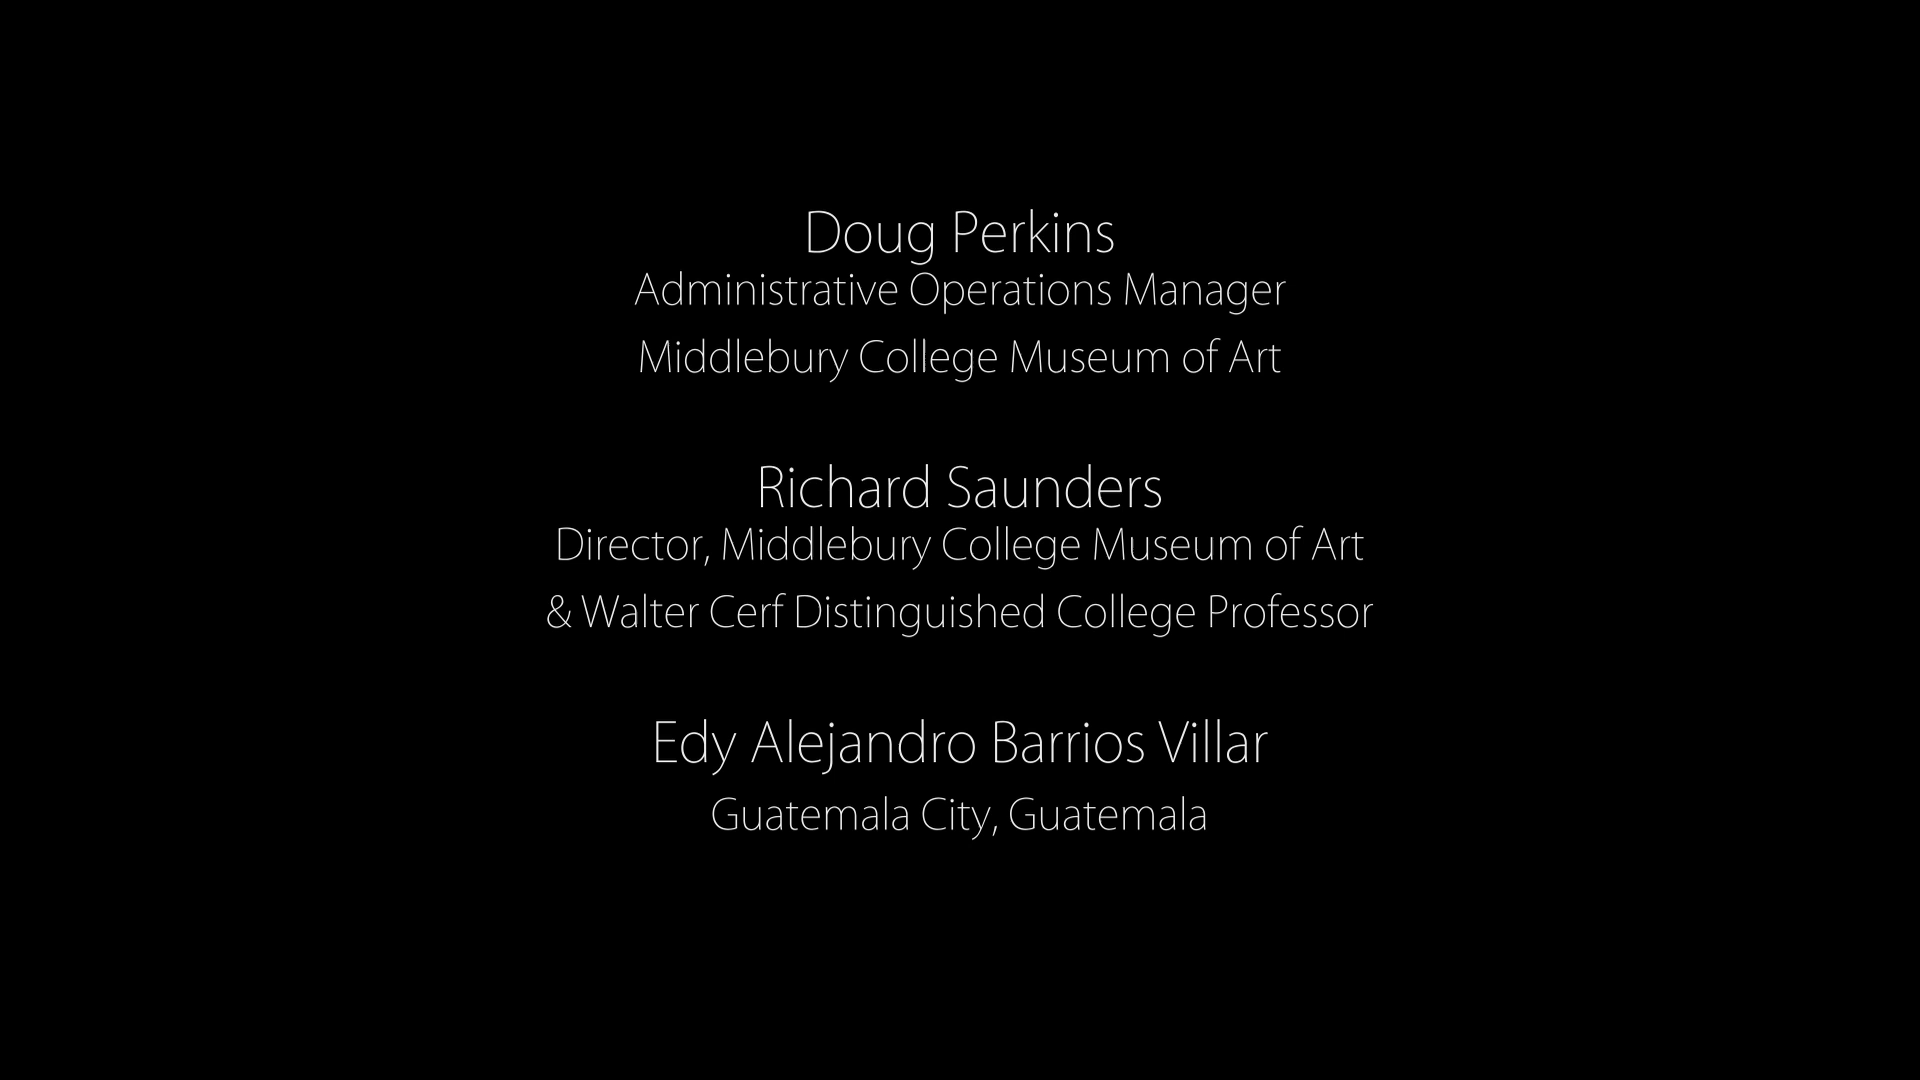 Doug Perkins
Administrative Operations Manager
Middlebury College Museum of Art
Richard Saunders
Director, Middlebury College Museum of Art
& Walter Cerf Distinguished College Professor
Edy Alejandro Barrios Villar
Guatemala City, Guatemala